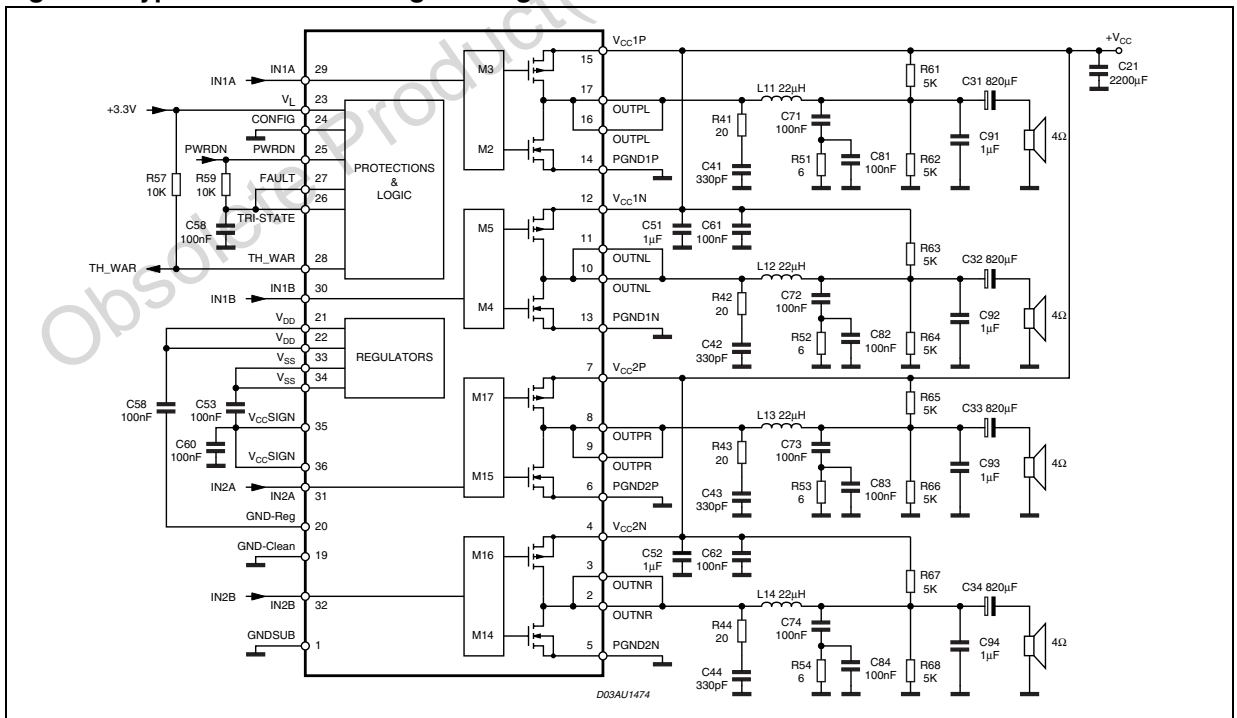 Obsolete Product(
+VCC
C21
2200µF
VCC1P
15
IN1A
IN1A
29
M3
17
OUTPL
16
OUTPL
M2
14
PGND1P
R61
5K
L11 22µH
C31 820µF
R41
20
C71
100nF
C41
330pF
R51
6
C81
100nF
R62
5K
C91
1µF
4Ω
+3.3V
VL
23
CONFIG
24
PWRDN
PWRDN
25
FAULT
27
26
TRI-STATE
R57
10K
R59
10K
C58
100nF
PROTECTIONS
&
LOGIC
TH_WAR
TH_WAR
28
12
VCC1N
M5
11
OUTNL
10
OUTNL
M4
13
PGND1N
C51
1µF
C61
100nF
R63
5K
L12 22µH
C32 820µF
R42
20
C72
100nF
C42
330pF
R52
6
C82
100nF
R64
5K
C92
1µF
4Ω
IN1B
IN1B
30
VDD
21
VDD
22
VSS
33
VSS
34
REGULATORS
C58
100nF
C53
100nF
C60
100nF
VCCSIGN
35
VCCSIGN
36
7
VCC2P
M17
8
OUTPR
9
OUTPR
M15
6
PGND2P
R65
5K
L13 22µH
C33 820µF
R43
20
C73
100nF
C43
330pF
R53
6
C83
100nF
R66
5K
C93
1µF
4Ω
IN2A
IN2A
31
GND-Reg
20
GND-Clean
19
4
VCC2N
M16
3
OUTNR
2
OUTNR
M14
5
PGND2N
C52
1µF
C62
100nF
R67
5K
L14 22µH
C34 820µF
R44
20
C74
100nF
C44
330pF
R54
6
C84
100nF
R68
5K
C94
1µF
4Ω
IN2B
IN2B
32
GNDSUB
1
D03AU1474